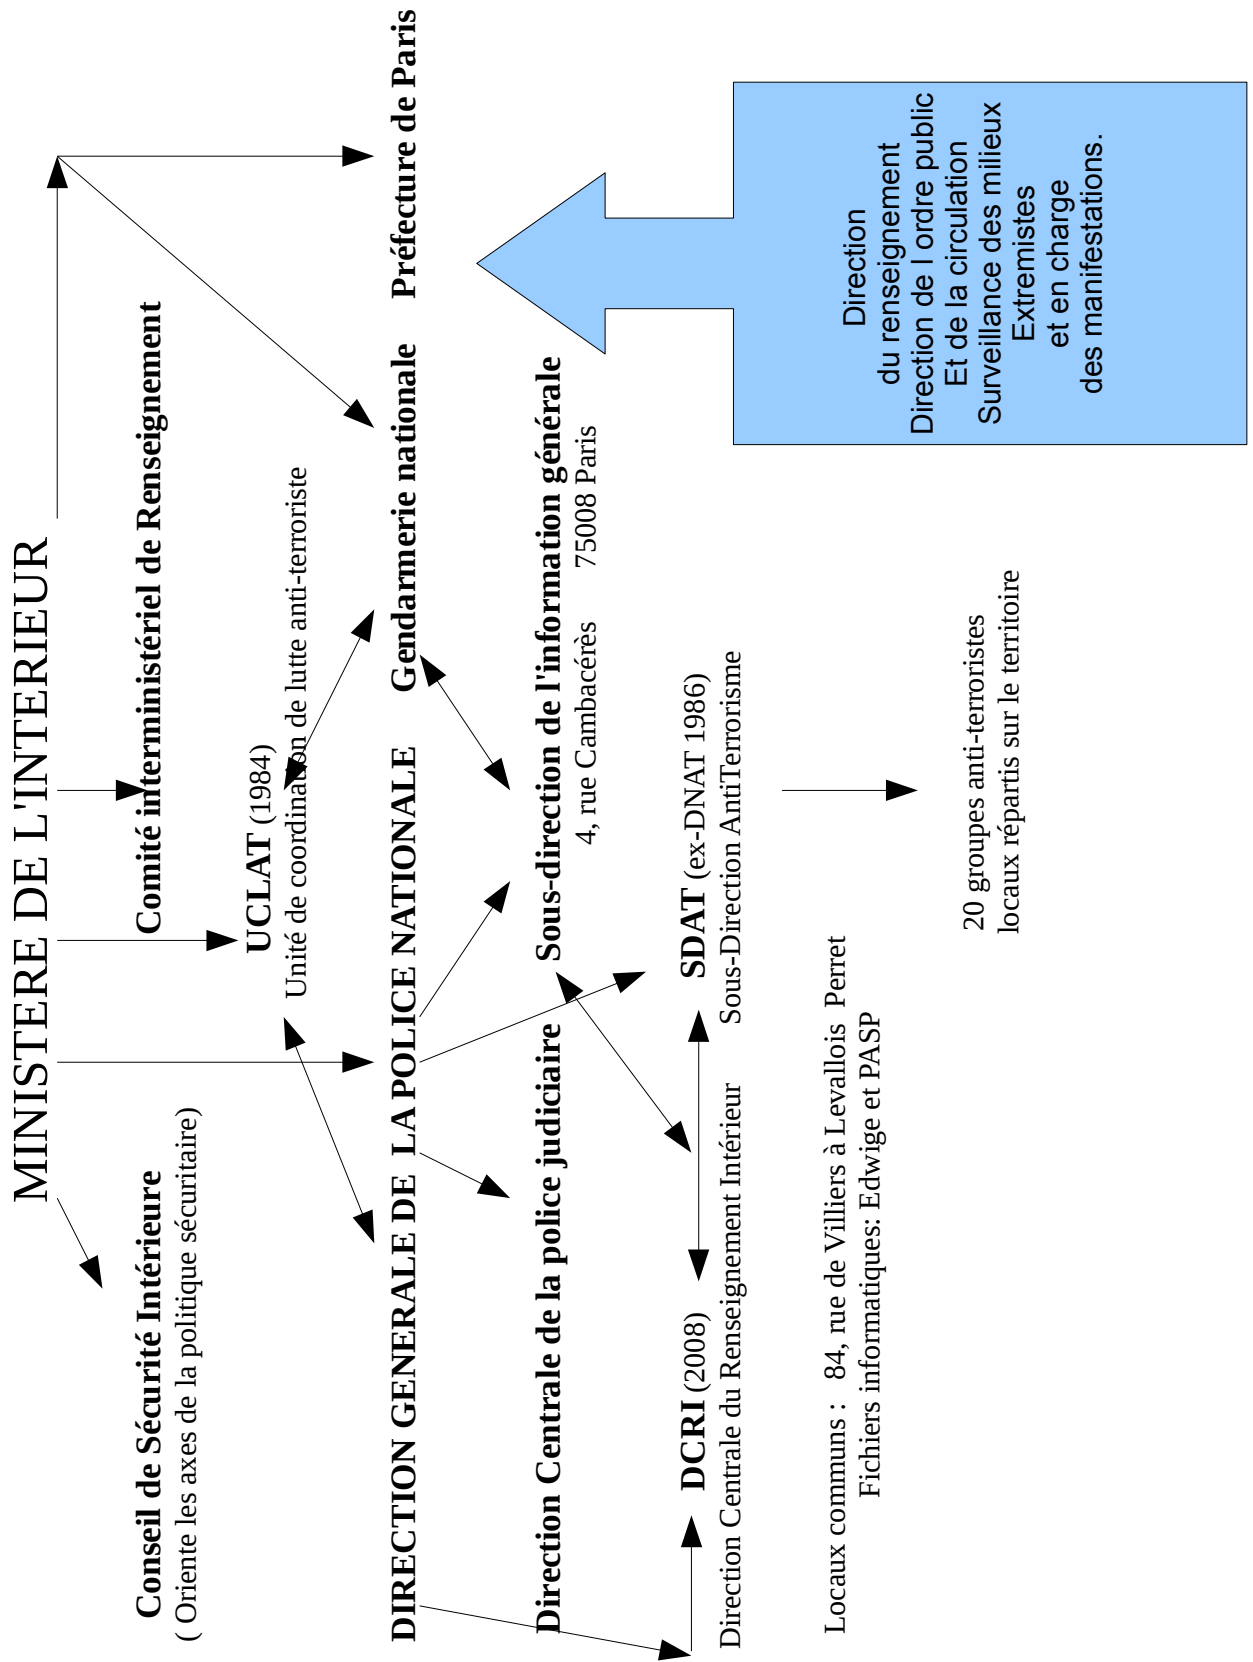 MINISTERE DE L'INTERIEUR
Conseil de Sécurité Intérieure
( Oriente les axes de la politique sécuritaire)
Comité interministériel de Renseignement
UCLAT (1984)
Unité de coordination de lutte anti-terroriste
DIRECTION GENERALE DE LA POLICE NATIONALE
Gendarmerie nationale
Préfecture de Paris
Direction Centrale de la police judiciaire
Sous-direction de l'information générale
4, rue Cambacérès 75008 Paris
DCRI (2008)
Direction Centrale du Renseignement Intérieur
SDAT (ex-DNAT 1986)
Sous-Direction AntiTerrorisme
Locaux communs : 84, rue de Villiers à Levallois Perret
Fichiers informatiques: Edwige et PASP
20 groupes anti-terroristes
locaux répartis sur le territoire
Direction
du renseignement
Direction de l ordre public
Et de la circulation
Surveillance des milieux
Extremistes
et en charge
des manifestations.